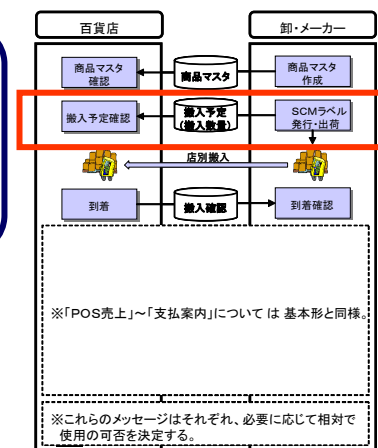 百貨店
卸・メーカー
商品マスタ
確認
商品マスタ
商品マスタ
作成
搬入予定確認
搬入予定
(搬入数量)
SCMラベル
発行・出荷
店別搬入
到着
搬入確認
到着確認
※「POS売上」～「支払案内」については 基本形と同様。
※これらのメッセージはそれぞれ、必要に応じて相対で
使用の可否を決定する。